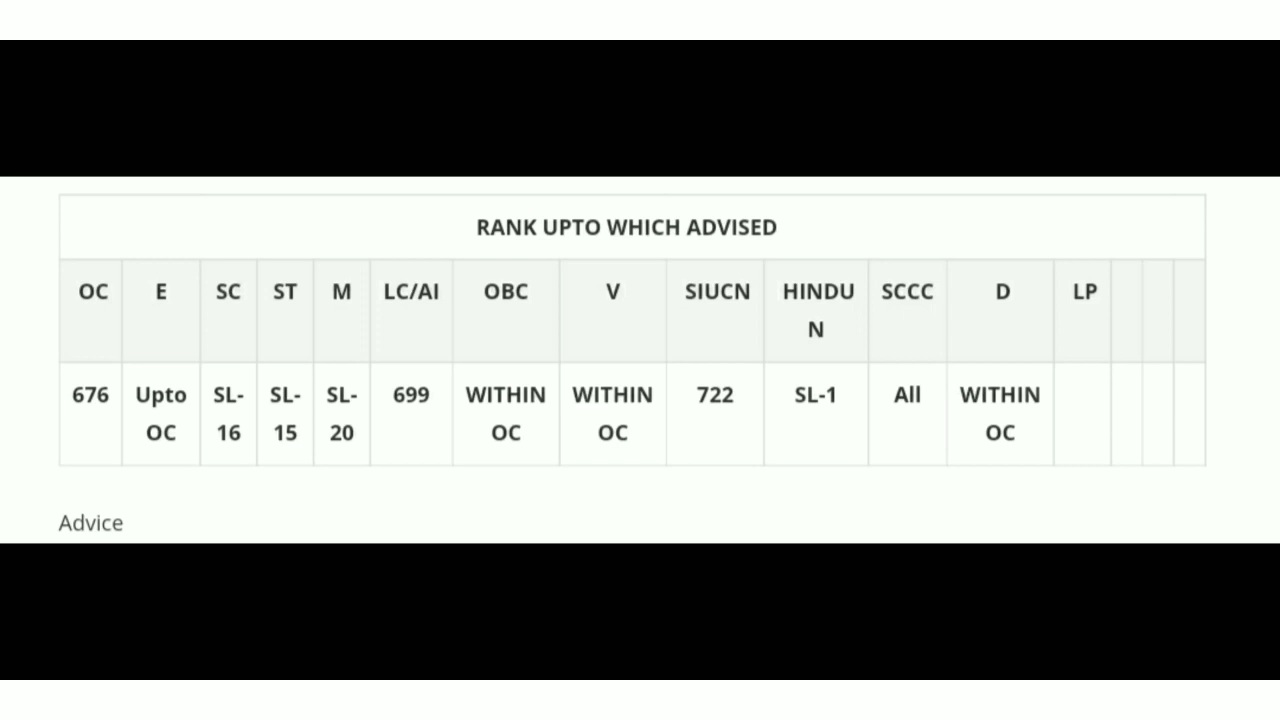 RANK UPTO WHICH ADVISED
OC E SC ST M LC/AI OBC V SIUCN HINDU SCCC D LP
N
676 Upto SL- SL- SL- 699 WITHIN WITHIN 722 SL-1 All WITHIN
OC 16 15 20 OC OC OC
Advice